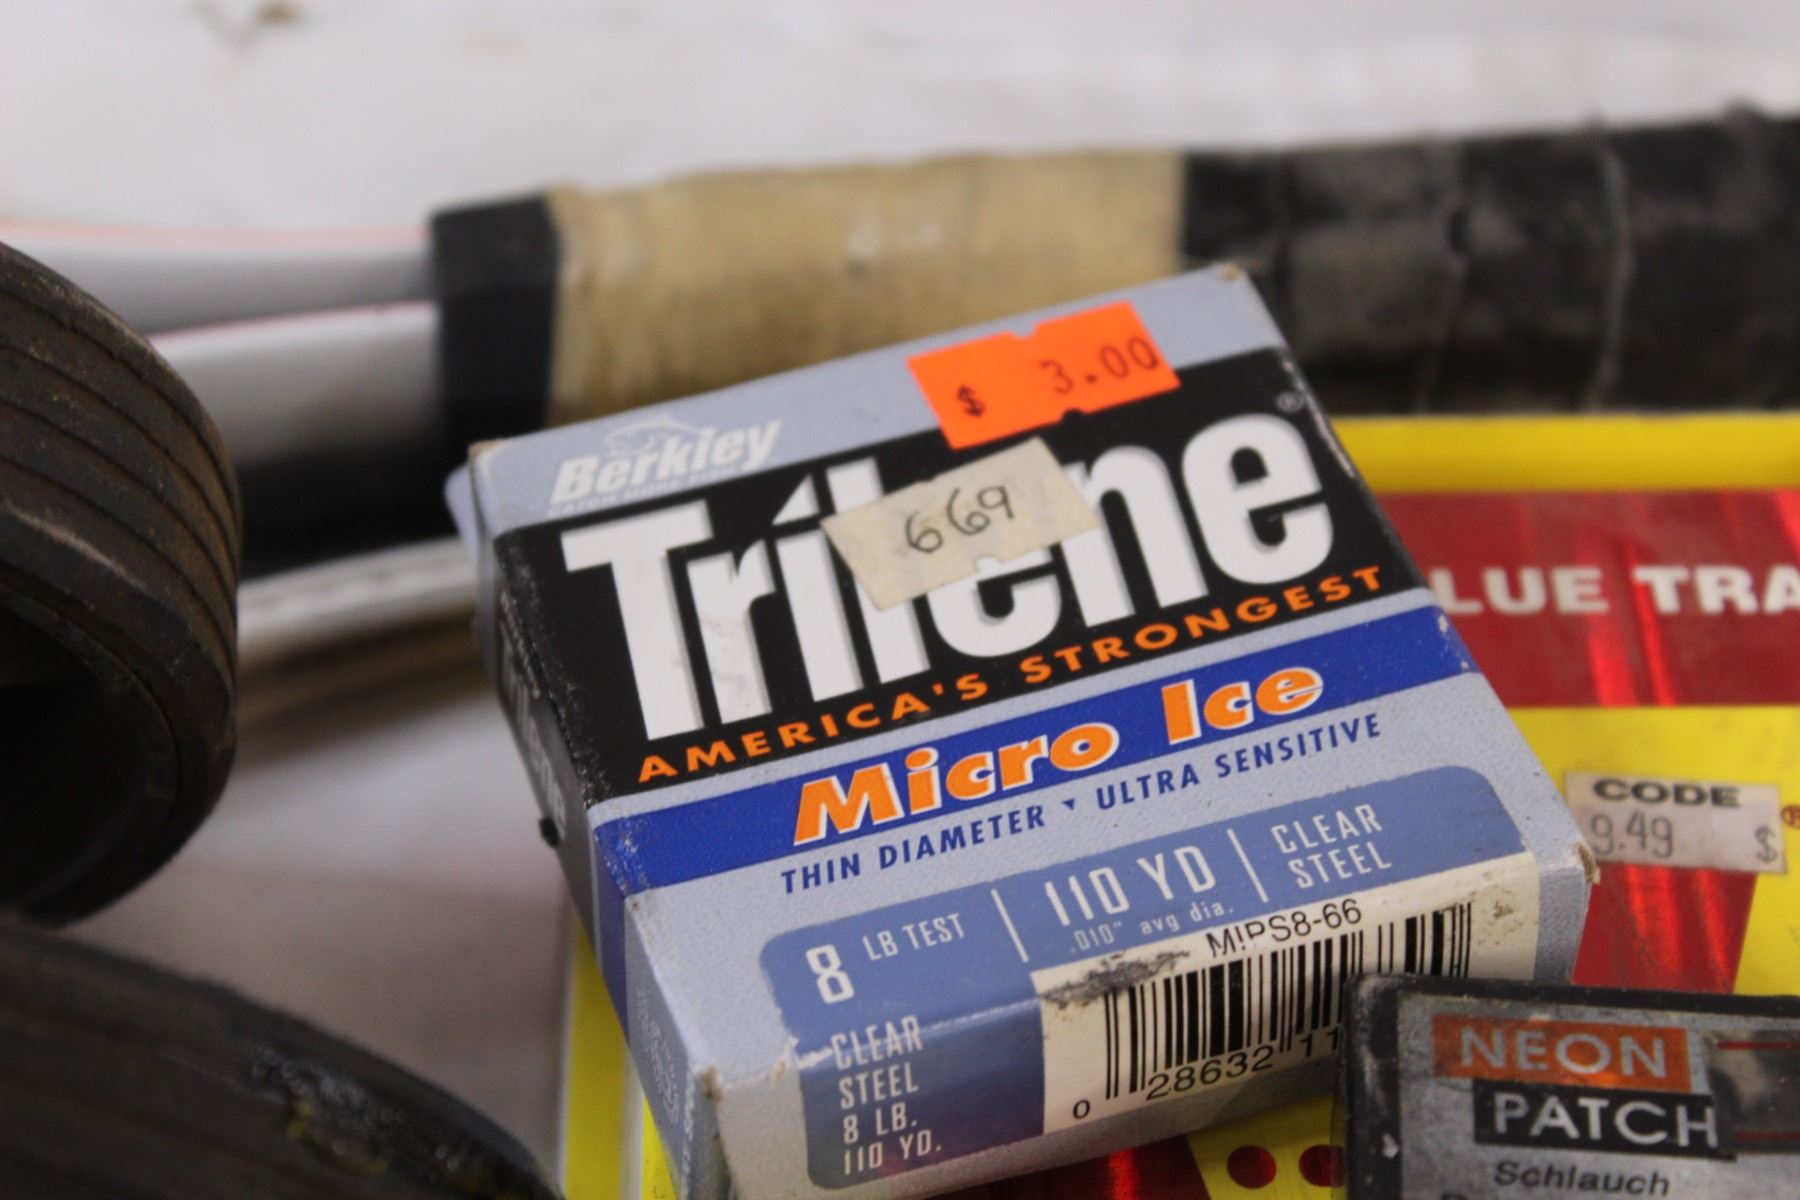 $ 3.00
Berkley
Trilene®
669
AMERICA'S STRONGEST
Micro Ice
THIN DIAMETER ▾ ULTRA SENSITIVE
8 LB TEST
110 YD
.010" avg dia.
CLEAR
STEEL
MIPS8-66
0 28632 11
CLEAR
STEEL
8 LB.
110 YD.
LUE TRA
CODE
9.49 $
NEON
PATCH
Schlauch